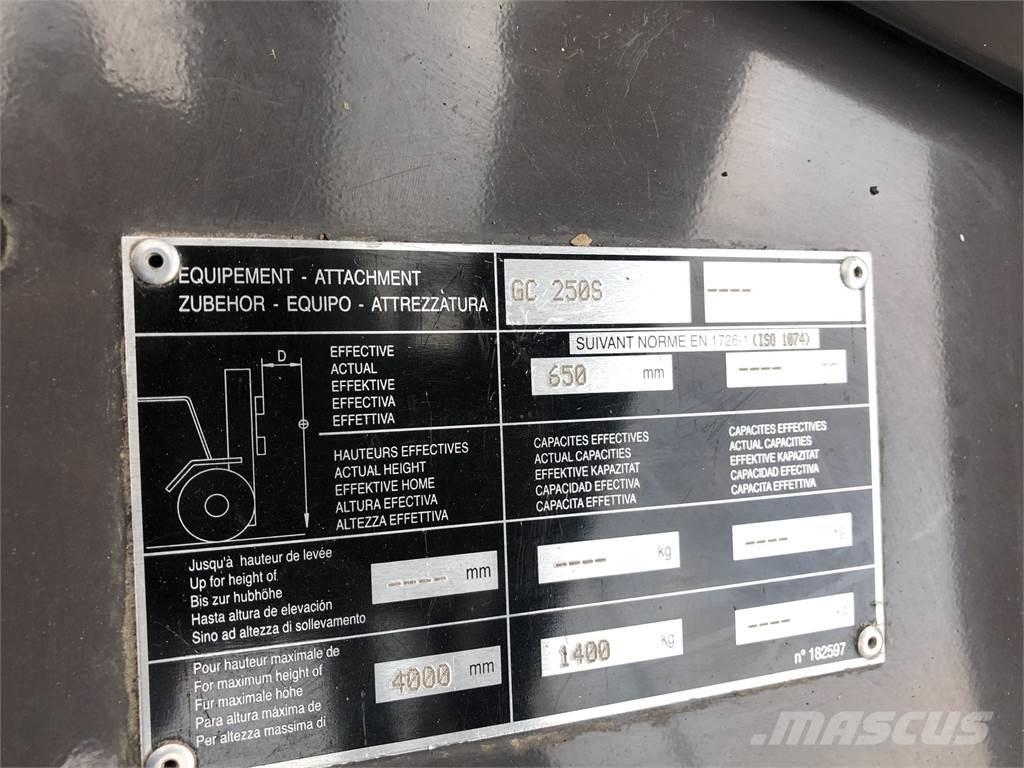 EQUIPEMENT - ATTACHMENT
ZUBEHOR - EQUIPO - ATTREZZATURA
GC 250S
----
SUIVANT NORME EN 1726-1 (ISO 1074)
D
EFFECTIVE
ACTUAL
EFFEKTIVE
EFFECTIVA
EFFETTIVA
650 mm
----
HAUTEURS EFFECTIVES
ACTUAL HEIGHT
EFFEKTIVE HOME
ALTURA EFECTIVA
ALTEZZA EFFETTIVA
CAPACITES EFFECTIVES
ACTUAL CAPACITIES
EFFEKTIVE KAPAZITAT
CAPACIDAD EFECTIVA
CAPACITA EFFETTIVA
CAPACITES EFFECTIVES
ACTUAL CAPACITIES
EFFEKTIVE KAPAZITAT
CAPACIDAD EFECTIVA
CAPACITA EFFETTIVA
Jusqu'à hauteur de levée
Up for height of.
Bis zur hubhöhe
Hasta altura de elevación
Sino ad altezza di sollevamento
---- mm
---- kg
---- kg
Pour hauteur maximale de
For maximum height of
Fur maximale höhe
Para altura máxima de
Per altezza massima di
4000 mm
1400 kg
---- kg
n° 182597
MASCUS